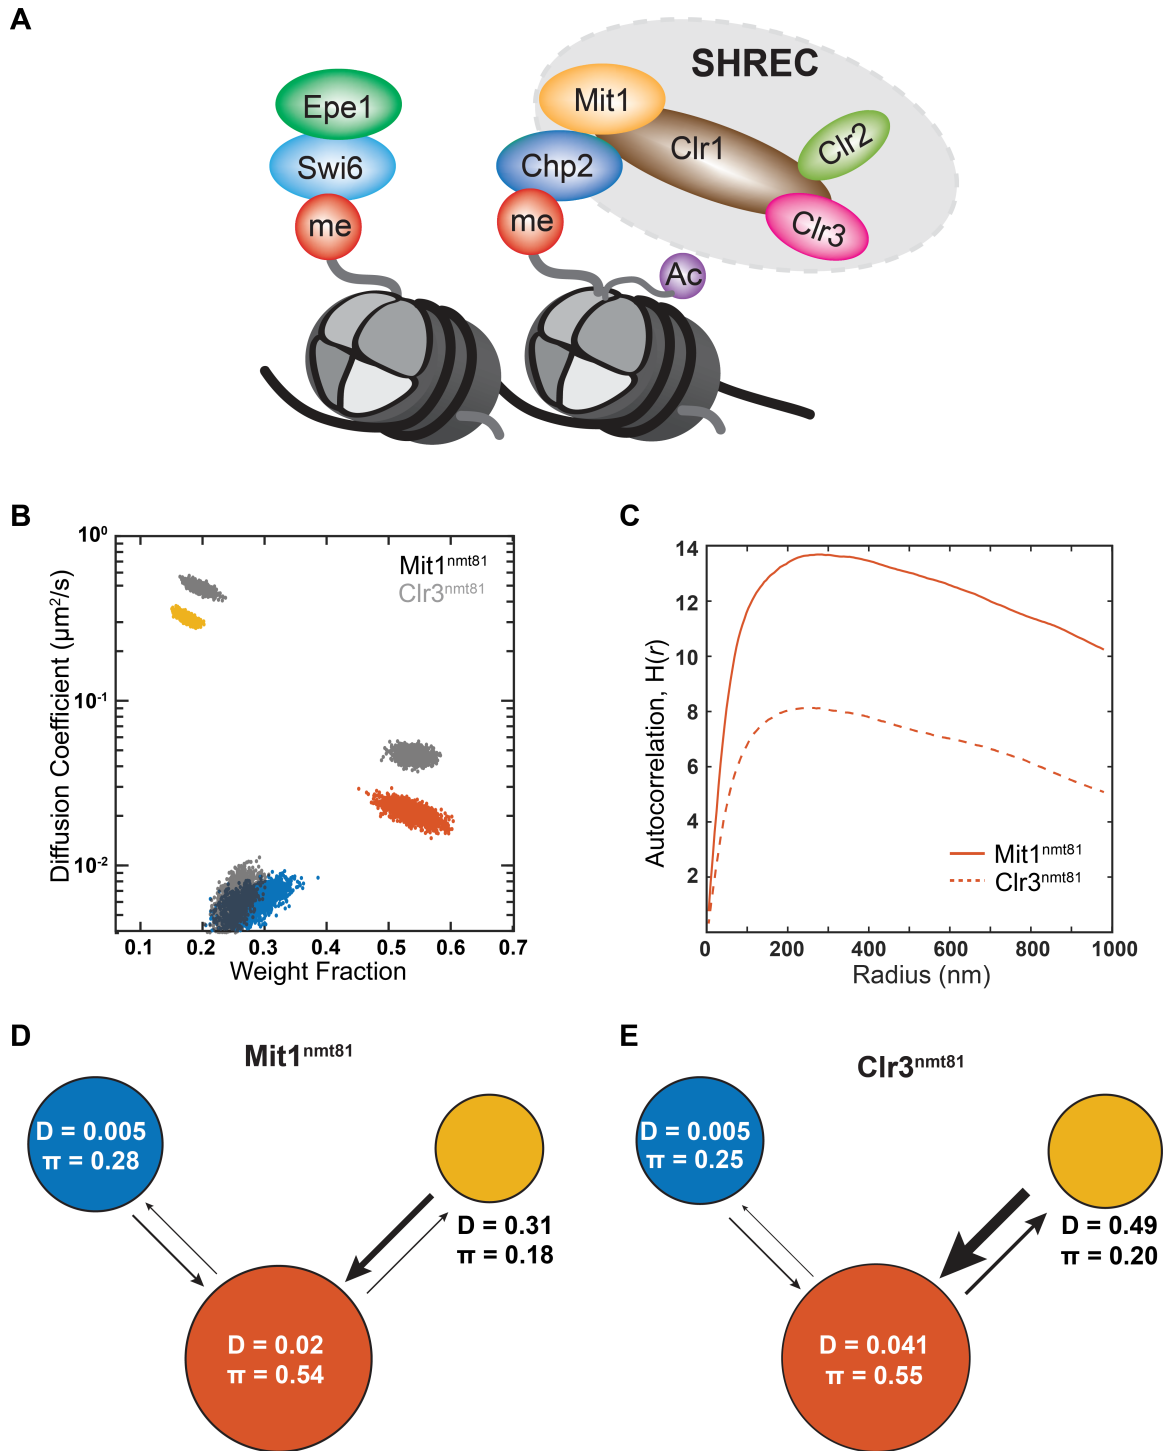 A
SHREC
Epe1
Swi6
me
Mit1
Clr1
Clr2
Chp2
Clr3
me
Ac
B
10⁰
10⁻¹
10⁻²
Diffusion Coefficient (µm²/s)
Mit1ⁿᵐᵗ⁸¹
Clr3ⁿᵐᵗ⁸¹
0.1 0.2 0.3 0.4 0.5 0.6 0.7
Weight Fraction
C
14
12
10
8
6
4
2
Autocorrelation, H(r)
Mit1ⁿᵐᵗ⁸¹
Clr3ⁿᵐᵗ⁸¹
0 200 400 600 800 1000
Radius (nm)
D
Mit1ⁿᵐᵗ⁸¹
D = 0.005
π = 0.28
D = 0.31
π = 0.18
D = 0.02
π = 0.54
E
Clr3ⁿᵐᵗ⁸¹
D = 0.005
π = 0.25
D = 0.49
π = 0.20
D = 0.041
π = 0.55